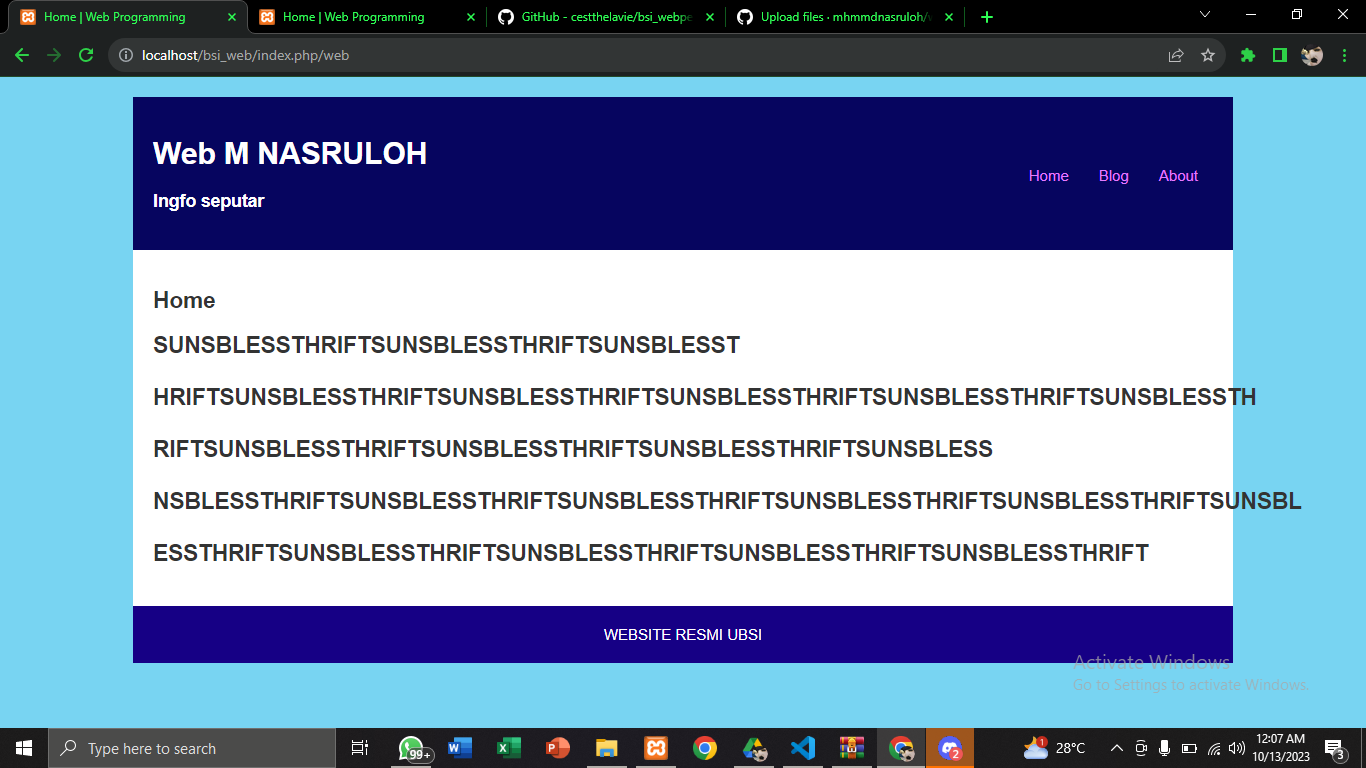 Home | Web Programming
Home | Web Programming
GitHub - cestthelavie/bsi_webpe
Upload files · mhmmdnasruloh/
localhost/bsi_web/index.php/web
Web M NASRULOH
Ingfo seputar
Home Blog About
Home
SUNSBLESSTHRIFTSUNSBLESSTHRIFTSUNSBLESST
HRIFTSUNSBLESSTHRIFTSUNSBLESSTHRIFTSUNSBLESSTHRIFTSUNSBLESSTHRIFTSUNSBLESSTH
RIFTSUNSBLESSTHRIFTSUNSBLESSTHRIFTSUNSBLESSTHRIFTSUNSBLESS
NSBLESSTHRIFTSUNSBLESSTHRIFTSUNSBLESSTHRIFTSUNSBLESSTHRIFTSUNSBLESSTHRIFTSUNSBL
ESSTHRIFTSUNSBLESSTHRIFTSUNSBLESSTHRIFTSUNSBLESSTHRIFTSUNSBLESSTHRIFT
WEBSITE RESMI UBSI
Activate Windows
Go to Settings to activate Windows.
Type here to search
99+
2
1
28°C
12:07 AM
10/13/2023
3